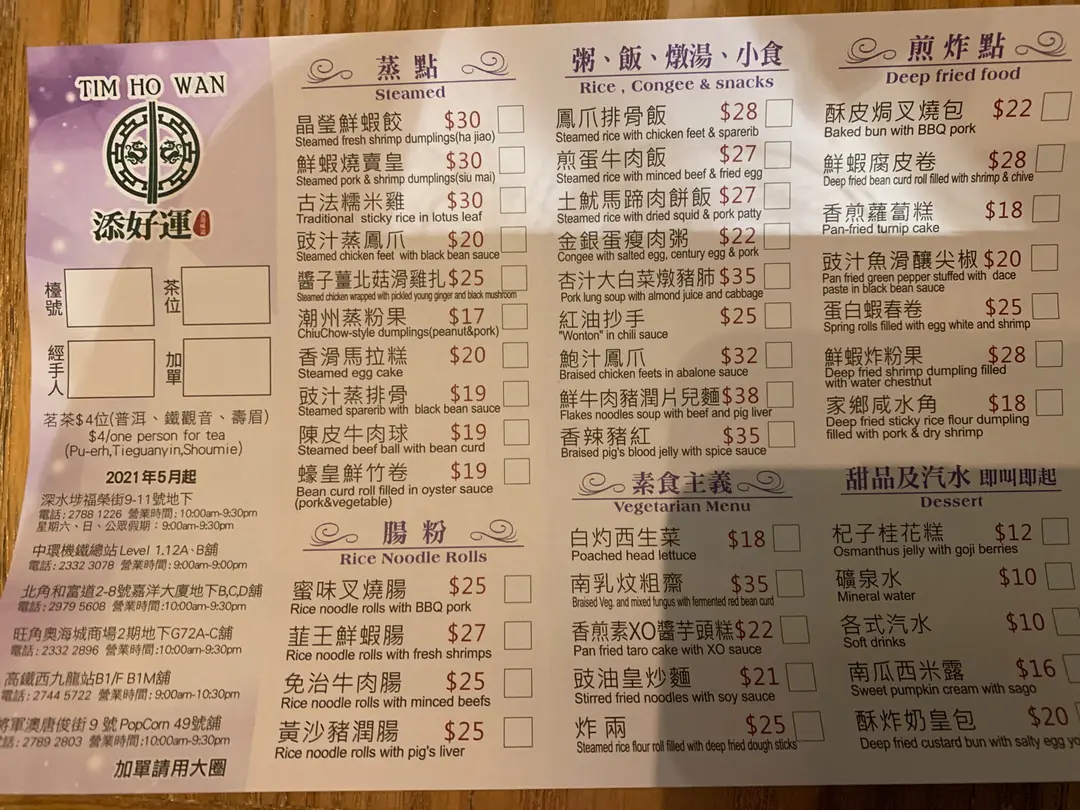 TIM HO WAN
添好運
檯號
茶位
經手人
加單
茗茶$4位(普洱、鐵觀音、壽眉)
$4/one person for tea
(Pu-erh,Tieguanyin,Shoumie)
2021年5月起
深水埗福榮街9-11號地下
電話 : 2788 1226 營業時間 : 10:00am-9:30pm
星期六、日、公眾假期 : 9:00am-9:30pm
中環機鐵總站 Level 1.12A、B舖
電話 : 2332 3078 營業時間 : 9:00am-9:00pm
北角和富道2-8號嘉洋大廈地下B,C,D舖
電話 : 2979 5608 營業時間 :10:00am-9:30pm
旺角奧海城商場2期地下G72A-C舖
電話 : 2332 2896 營業時間 :10:00am-9:30pm
高鐵西九龍站B1/F B1M舖
電話 : 2744 5722 營業時間 : 9:00am-10:30pm
將軍澳唐俊街 9 號 PopCorn 49號舖
電話 : 2789 2803 營業時間 :10:00am-9:30pm
加單請用大圈
蒸 點
Steamed
晶瑩鮮蝦餃 $30
Steamed fresh shrimp dumplings(ha jiao)
鮮蝦燒賣皇 $30
Steamed pork & shrimp dumplings(siu mai)
古法糯米雞 $30
Traditional sticky rice in lotus leaf
豉汁蒸鳳爪 $20
Steamed chicken feet with black bean sauce
醬子薑北菇滑雞扎 $25
Steamed chicken wrapped with pickled young ginger and black mushroom
潮州蒸粉果 $17
ChiuChow-style dumplings(peanut&pork)
香滑馬拉糕 $20
Steamed egg cake
豉汁蒸排骨 $19
Steamed sparerib with black bean sauce
陳皮牛肉球 $19
Steamed beef ball with bean curd
蠔皇鮮竹卷 $19
Bean curd roll filled in oyster sauce
(pork&vegetable)
腸 粉
Rice Noodle Rolls
蜜味叉燒腸 $25
Rice noodle rolls with BBQ pork
韮王鮮蝦腸 $27
Rice noodle rolls with fresh shrimps
免治牛肉腸 $25
Rice noodle rolls with minced beefs
黃沙豬潤腸 $25
Rice noodle rolls with pig's liver
粥、飯、燉湯、小食
Rice , Congee & snacks
鳳爪排骨飯 $28
Steamed rice with chicken feet & sparerib
煎蛋牛肉飯 $27
Steamed rice with minced beef & fried egg
土魷馬蹄肉餅飯 $27
Steamed rice with dried squid & pork patty
金銀蛋瘦肉粥 $22
Congee with salted egg, century egg & pork
杏汁大白菜燉豬肺 $35
Pork lung soup with almond juice and cabbage
紅油抄手 $25
"Wonton" in chili sauce
鮑汁鳳爪 $32
Braised chicken feets in abalone sauce
鮮牛肉豬潤片兒麵 $38
Flakes noodles soup with beef and pig liver
香辣豬紅 $35
Braised pig's blood jelly with spice sauce
素食主義
Vegetarian Menu
白灼西生菜 $18
Poached head lettuce
南乳炆粗齋 $35
Braised Veg. and mixed fungus with fermented red bean curd
香煎素XO醬芋頭糕 $22
Pan fried taro cake with XO sauce
豉油皇炒麵 $21
Stirred fried noodles with soy sauce
炸 兩 $25
Steamed rice flour roll filled with deep fried dough sticks
煎 炸 點
Deep fried food
酥皮焗叉燒包 $22
Baked bun with BBQ pork
鮮蝦腐皮卷 $28
Deep fried bean curd roll filled with shrimp & chive
香煎蘿蔔糕 $18
Pan-fried turnip cake
豉汁魚滑釀尖椒 $20
Pan fried green pepper stuffed with dace
paste in black bean sauce
蛋白蝦春卷 $25
Spring rolls filled with egg white and shrimp
鮮蝦炸粉果 $28
Deep fried shrimp dumpling filled
with water chestnut
家鄉咸水角 $18
Deep fried sticky rice flour dumpling
filled with pork & dry shrimp
甜品及汽水 即叫即起
Dessert
杞子桂花糕 $12
Osmanthus jelly with goji berries
礦泉水 $10
Mineral water
各式汽水 $10
Soft drinks
南瓜西米露 $16
Sweet pumpkin cream with sago
酥炸奶皇包 $20
Deep fried custard bun with salty egg yo